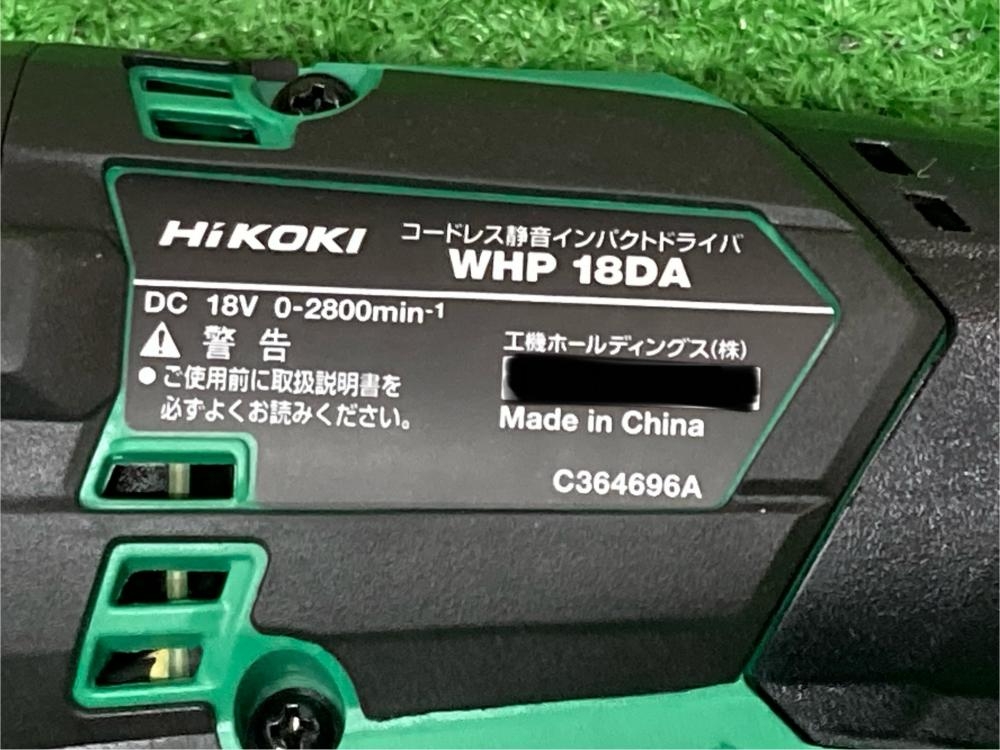 HiKOKI
コードレス静音インパクトドライバ
WHP 18DA
DC 18V 0-2800min-1
⚠ 警告
●ご使用前に取扱説明書を
必ずよくお読みください。
工機ホールディングス(株)
Made in China
C364696A